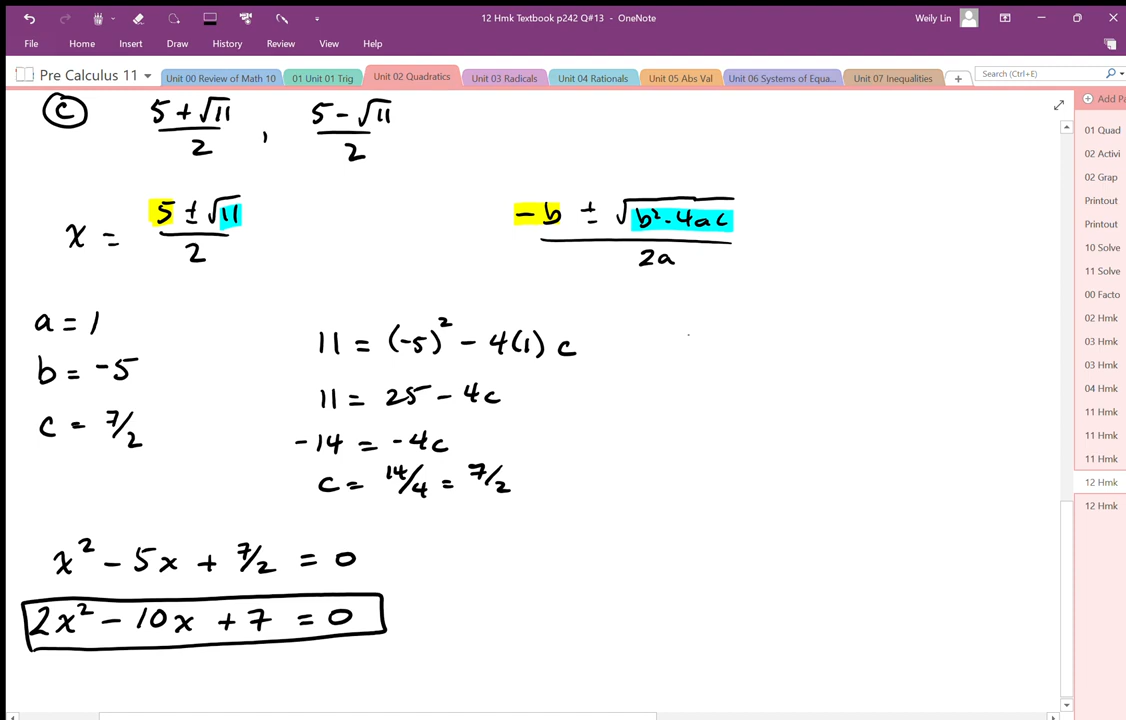 12 Hmk Textbook p242 Q#13 - OneNote
Weily Lin
File Home Insert Draw History Review View Help
Pre Calculus 11 Unit 00 Review of Math 10 01 Unit 01 Trig Unit 02 Quadratics Unit 03 Radicals Unit 04 Rationals Unit 05 Abs Val Unit 06 Systems of Equa... Unit 07 Inequalities + Search (Ctrl+E)
Add Pa
01 Quad
02 Activi
02 Grap
Printout
Printout
10 Solve
11 Solve
00 Facto
02 Hmk
03 Hmk
03 Hmk
04 Hmk
11 Hmk
11 Hmk
11 Hmk
12 Hmk
12 Hmk
ⓒ (5 + √11)/2 , (5 - √11)/2
x = (5 ± √11)/2
(-b ± √(b² - 4ac))/2a
a = 1
b = -5
c = 7/2
11 = (-5)² - 4(1) c
11 = 25 - 4c
-14 = -4c
c = 14/4 = 7/2
x² - 5x + 7/2 = 0
2x² - 10x + 7 = 0